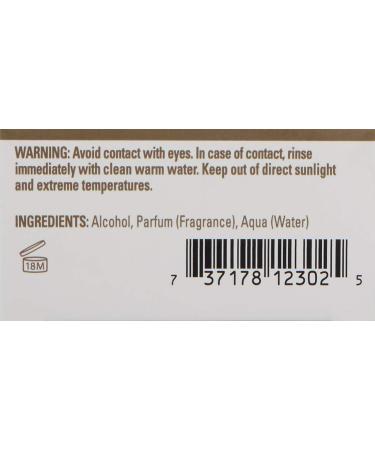 WARNING: Avoid contact with eyes. In case of contact, rinse
immediately with clean warm water. Keep out of direct sunlight
and extreme temperatures.
INGREDIENTS: Alcohol, Parfum (Fragrance), Aqua (Water)
18M
7 37178 12302 5